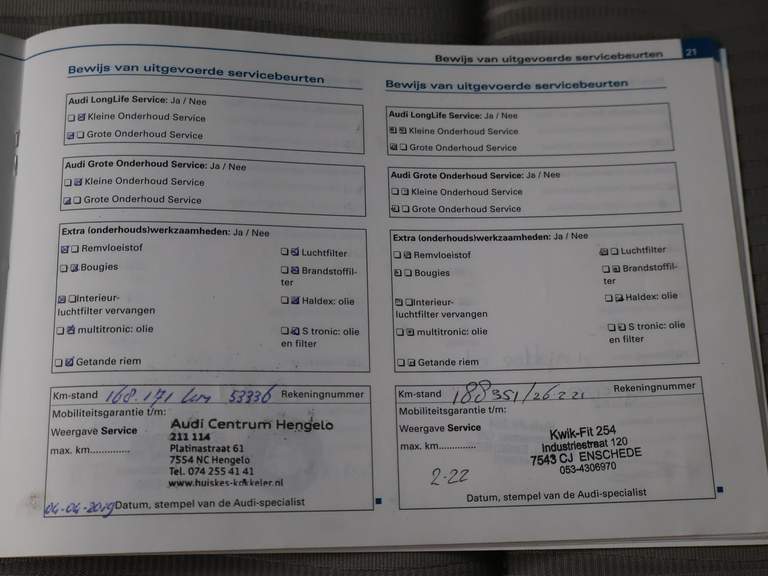 Bewijs van uitgevoerde servicebeurten 21
Bewijs van uitgevoerde servicebeurten
Audi LongLife Service: Ja / Nee
Kleine Onderhoud Service
Grote Onderhoud Service
Audi Grote Onderhoud Service: Ja / Nee
Kleine Onderhoud Service
Grote Onderhoud Service
Extra (onderhouds)werkzaamheden: Ja / Nee
Remvloeistof
Luchtfilter
Bougies
Brandstoffil-
ter
Interieur-
luchtfilter vervangen
Haldex: olie
multitronic: olie
S tronic: olie
en filter
Getande riem
Km-stand 168.171 km 53336 Rekeningnummer
Mobiliteitsgarantie t/m:
Weergave Service
max. km.............
Audi Centrum Hengelo
211 114
Platinastraat 61
7554 NC Hengelo
Tel. 074 255 41 41
www.huiskes-kokkeler.nl
04-04-2019 Datum, stempel van de Audi-specialist
Bewijs van uitgevoerde servicebeurten
Audi LongLife Service: Ja / Nee
Kleine Onderhoud Service
Grote Onderhoud Service
Audi Grote Onderhoud Service: Ja / Nee
Kleine Onderhoud Service
Grote Onderhoud Service
Extra (onderhouds)werkzaamheden: Ja / Nee
Remvloeistof
Luchtfilter
Bougies
Brandstoffil-
ter
Interieur-
luchtfilter vervangen
Haldex: olie
multitronic: olie
S tronic: olie
en filter
Getande riem
Km-stand 188351/26.2.21 Rekeningnummer
Mobiliteitsgarantie t/m:
Weergave Service
max. km.............
2-22
Kwik-Fit 254
Industriestraat 120
7543 CJ ENSCHEDE
053-4306970
Datum, stempel van de Audi-specialist